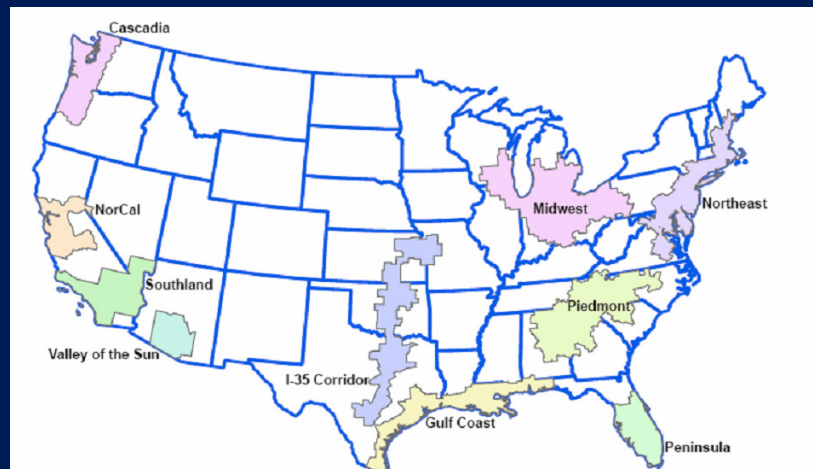 Cascadia
Midwest
Northeast
NorCal
Southland
Piedmont
Valley of the Sun
I-35 Corridor
Gulf Coast
Peninsula